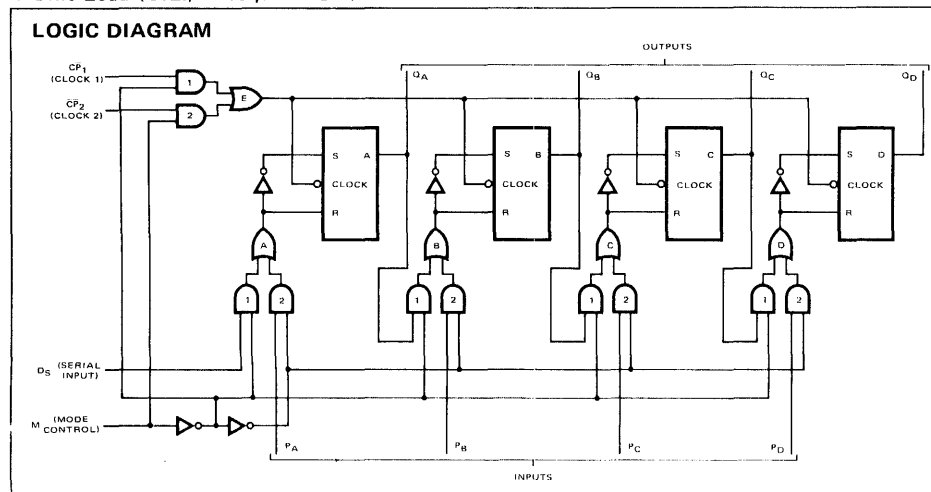 LOGIC DIAGRAM
OUTPUTS
CP1
(CLOCK 1)
CP2
(CLOCK 2)
1
2
E
QA
QB
QC
QD
S A
CLOCK
R
S B
CLOCK
R
S C
CLOCK
R
S D
CLOCK
R
A
B
C
D
1 2
1 2
1 2
1 2
DS (SERIAL
INPUT)
M (MODE
CONTROL)
PA
PB
PC
PD
INPUTS